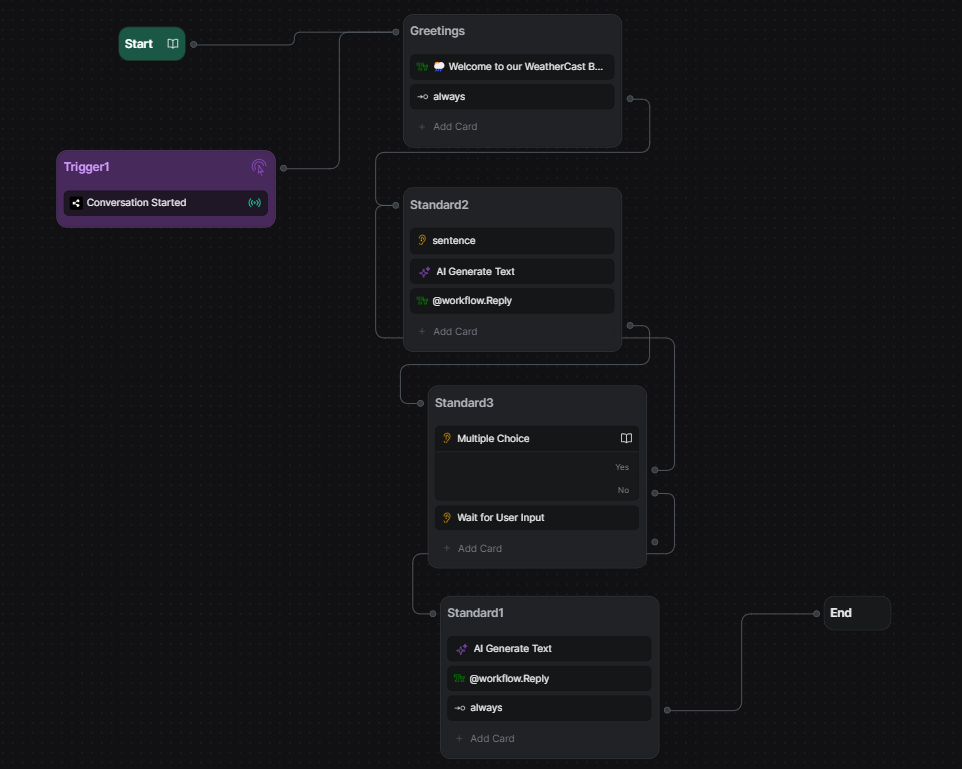 Start
Greetings
Welcome to our WeatherCast B...
always
+ Add Card
Trigger1
Conversation Started
Standard2
sentence
AI Generate Text
@workflow.Reply
+ Add Card
Standard3
Multiple Choice
Yes
No
Wait for User Input
+ Add Card
Standard1
AI Generate Text
@workflow.Reply
always
+ Add Card
End